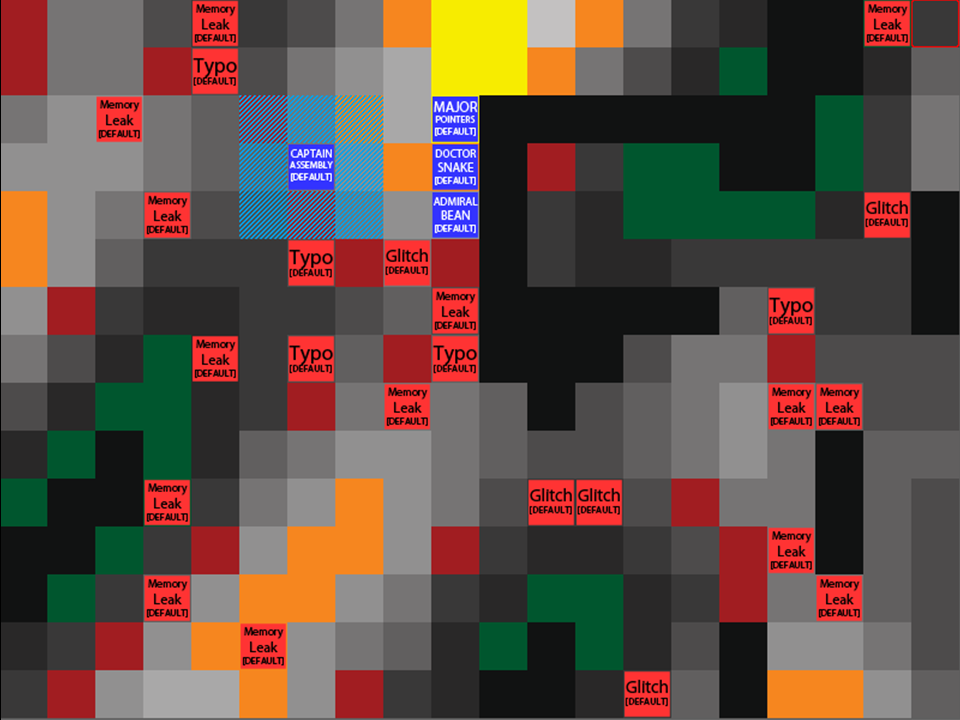 Memory
Leak
[DEFAULT]
Memory
Leak
[DEFAULT]
Typo
[DEFAULT]
Memory
Leak
[DEFAULT]
MAJOR
POINTERS
[DEFAULT]
CAPTAIN
ASSEMBLY
[DEFAULT]
DOCTOR
SNAKE
[DEFAULT]
Memory
Leak
[DEFAULT]
ADMIRAL
BEAN
[DEFAULT]
Glitch
[DEFAULT]
Typo
[DEFAULT]
Glitch
[DEFAULT]
Memory
Leak
[DEFAULT]
Typo
[DEFAULT]
Memory
Leak
[DEFAULT]
Typo
[DEFAULT]
Typo
[DEFAULT]
Memory
Leak
[DEFAULT]
Memory
Leak
[DEFAULT]
Memory
Leak
[DEFAULT]
Memory
Leak
[DEFAULT]
Glitch
[DEFAULT]
Glitch
[DEFAULT]
Memory
Leak
[DEFAULT]
Memory
Leak
[DEFAULT]
Memory
Leak
[DEFAULT]
Memory
Leak
[DEFAULT]
Glitch
[DEFAULT]